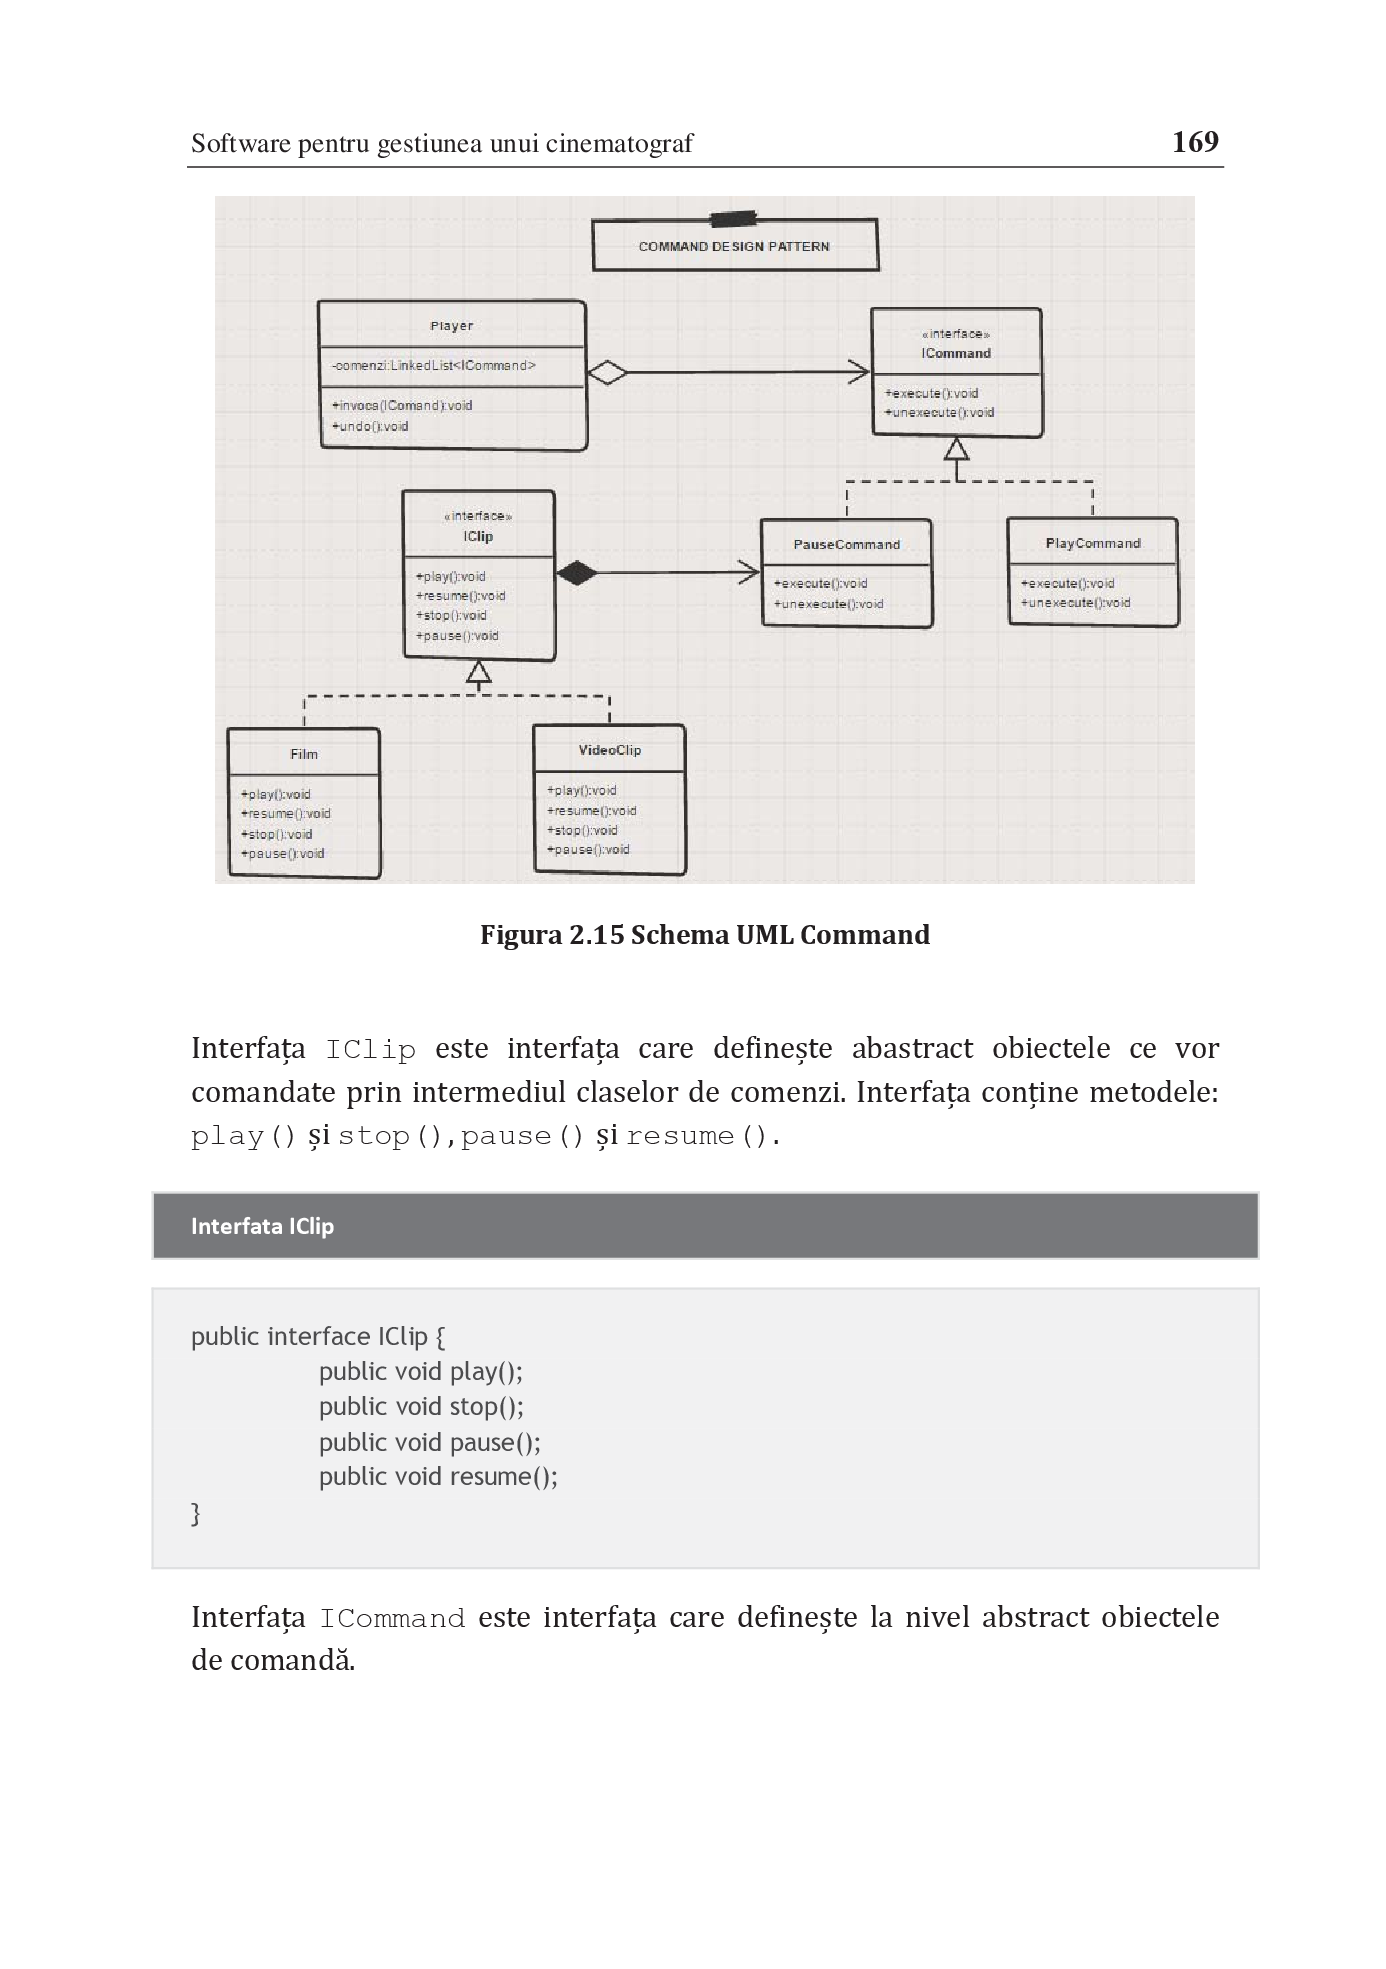 Software pentru gestiunea unui cinematograf 169
COMMAND DESIGN PATTERN
Player
-comenzi:LinkedList<ICommand>
+invoca(IComand):void
+undo():void
«interface»
ICommand
+execute():void
+unexecute():void
«interface»
IClip
+play():void
+resume():void
+stop():void
+pause():void
PauseCommand
+execute():void
+unexecute():void
PlayCommand
+execute():void
+unexecute():void
Film
+play():void
+resume():void
+stop():void
+pause():void
VideoClip
+play():void
+resume():void
+stop():void
+pause():void
Figura 2.15 Schema UML Command
Interfața IClip este interfața care definește abastract obiectele ce vor
comandate prin intermediul claselor de comenzi. Interfața conține metodele:
play() și stop(), pause() și resume().
Interfata IClip
public interface IClip {
public void play();
public void stop();
public void pause();
public void resume();
}
Interfața ICommand este interfața care definește la nivel abstract obiectele
de comandă.